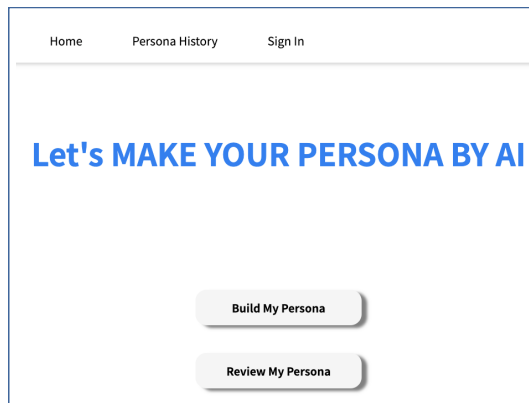 Home Persona History Sign In
Let's MAKE YOUR PERSONA BY AI
Build My Persona
Review My Persona